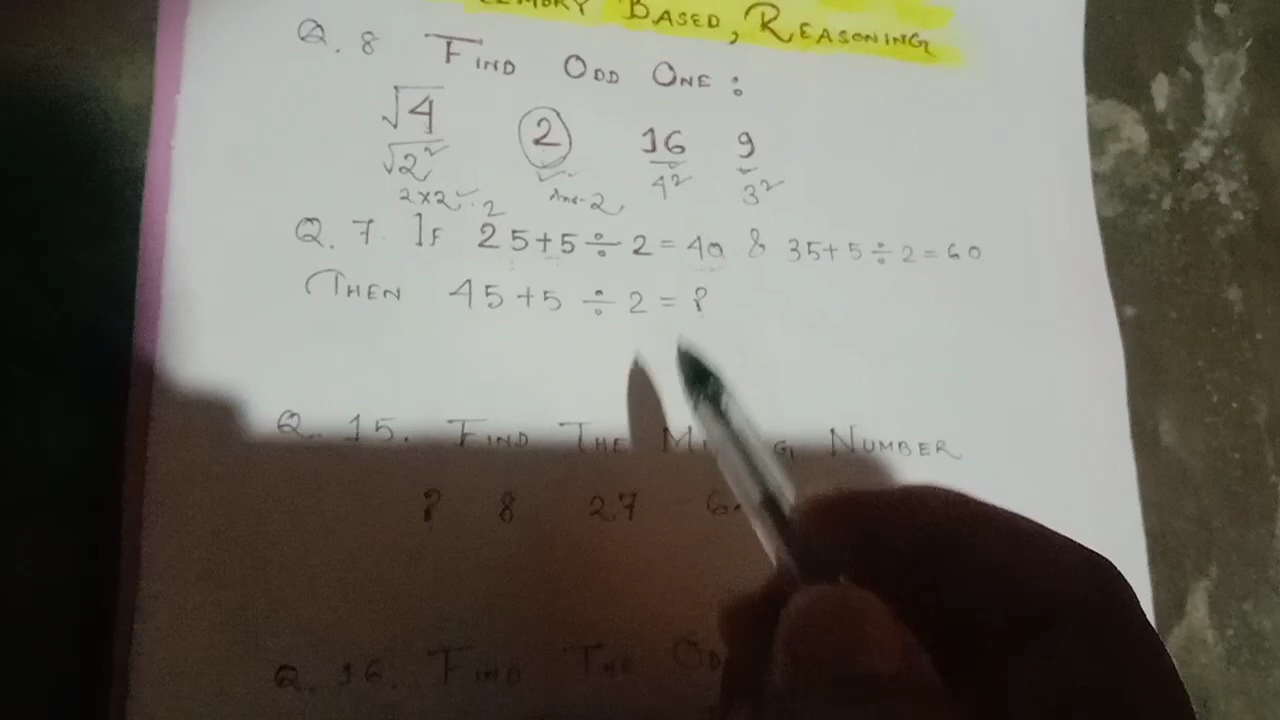 BASED, REASONING
Q. 8 FIND ODD ONE :
√4 2 16 9
√2² 4² 3²
2×2 2 Ans-2
Q. 7. IF 25+5÷2=40 & 35+5÷2=60
THEN 45+5÷2=?
Q. 15. FIND THE NUMBER
? 8 27
Q. 16. FIND THE